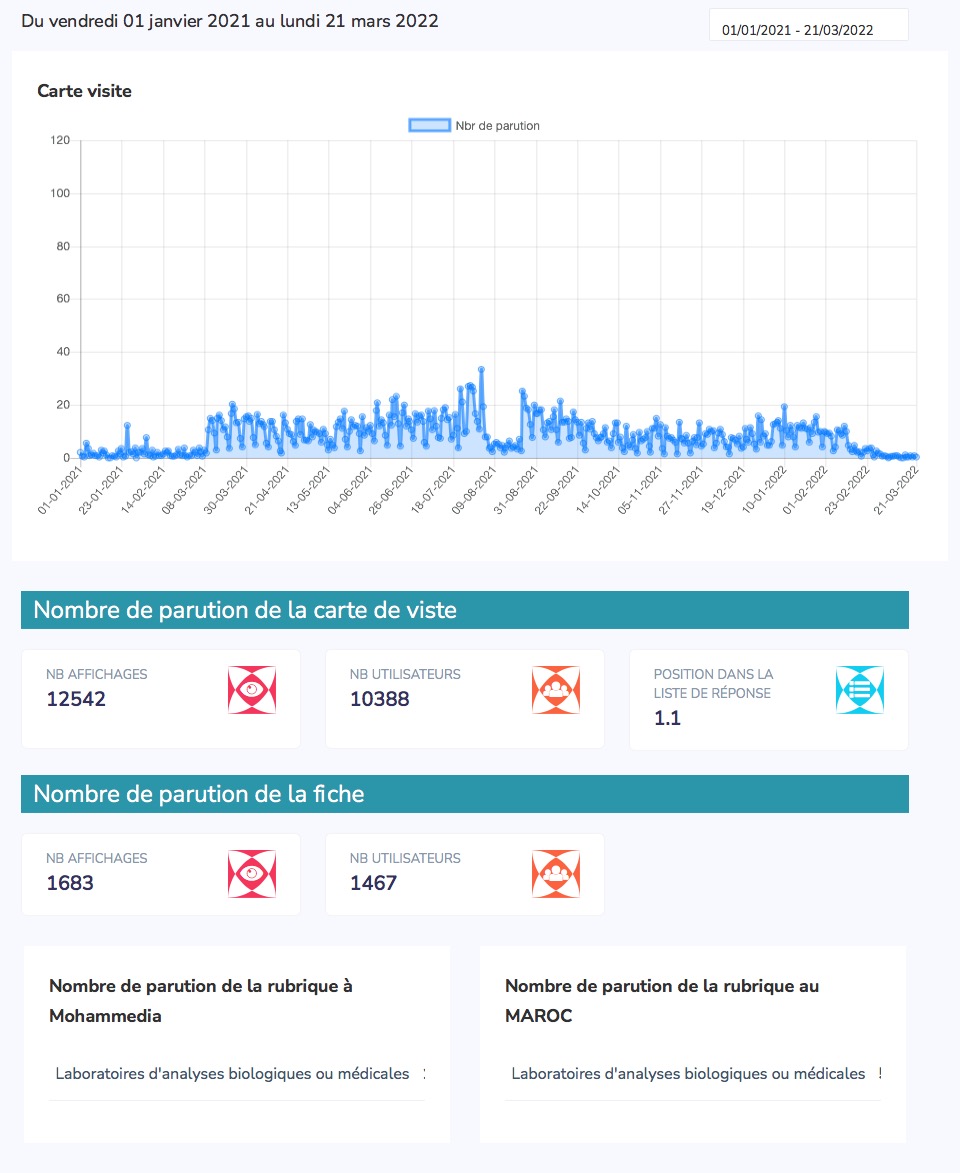 Du vendredi 01 janvier 2021 au lundi 21 mars 2022
01/01/2021 - 21/03/2022
Carte visite
Nbr de parution
120
100
80
60
40
20
0
01-01-2021
23-01-2021
14-02-2021
08-03-2021
30-03-2021
21-04-2021
13-05-2021
04-06-2021
26-06-2021
18-07-2021
09-08-2021
31-08-2021
22-09-2021
14-10-2021
05-11-2021
27-11-2021
19-12-2021
10-01-2022
01-02-2022
23-02-2022
21-03-2022
Nombre de parution de la carte de viste
NB AFFICHAGES
12542
NB UTILISATEURS
10388
POSITION DANS LA
LISTE DE RÉPONSE
1.1
Nombre de parution de la fiche
NB AFFICHAGES
1683
NB UTILISATEURS
1467
Nombre de parution de la rubrique à
Mohammedia
Laboratoires d'analyses biologiques ou médicales
Nombre de parution de la rubrique au
MAROC
Laboratoires d'analyses biologiques ou médicales